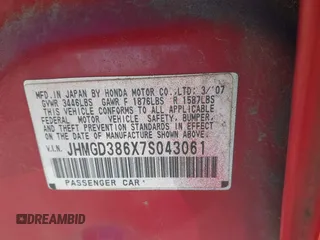 MFD.IN JAPAN BY HONDA MOTOR CO.,LTD: 3/'07
GVWR 3446LBS GAWR F 1876LBS R 1587LBS
THIS VEHICLE CONFORMS TO ALL APPLICABLE
FEDERAL MOTOR VEHICLE SAFETY, BUMPER,
AND THEFT PREVENTION STANDARDS IN EFFECT
ON THE DATE OF MANUFACTURE SHOWN ABOVE.
V.I.N. JHMGD386X7S043061
PASSENGER CAR
DREAMBID